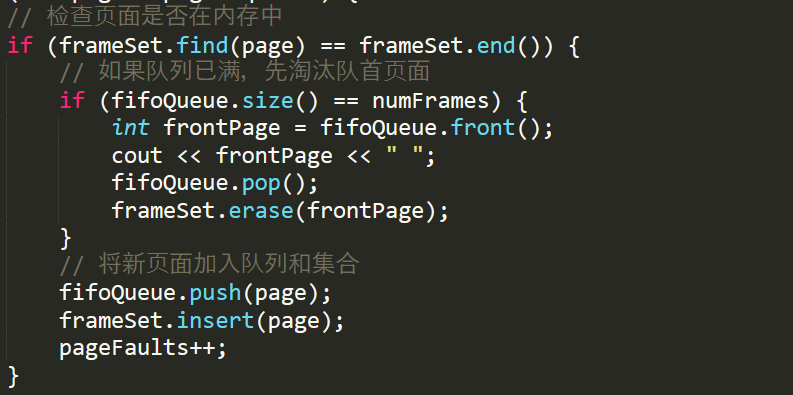 // 检查页面是否在内存中
if (frameSet.find(page) == frameSet.end()) {
// 如果队列已满，先淘汰队首页面
if (fifoQueue.size() == numFrames) {
int frontPage = fifoQueue.front();
cout << frontPage << " ";
fifoQueue.pop();
frameSet.erase(frontPage);
}
// 将新页面加入队列和集合
fifoQueue.push(page);
frameSet.insert(page);
pageFaults++;
}